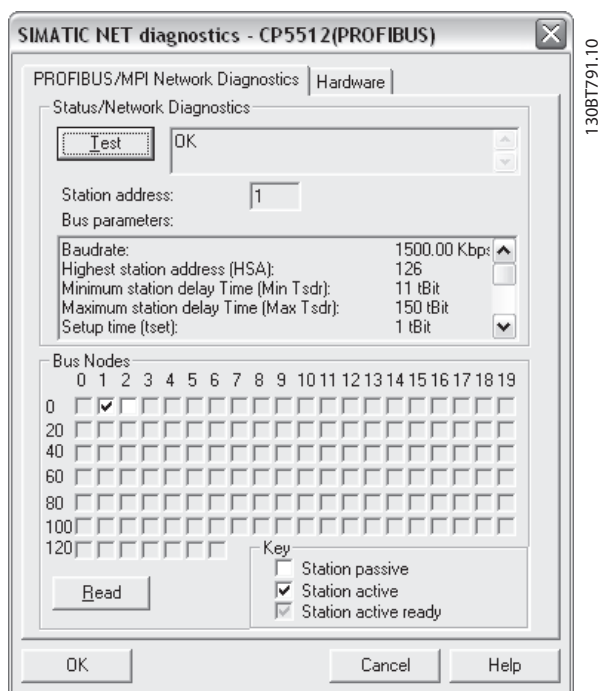 SIMATIC NET diagnostics - CP5512(PROFIBUS)
PROFIBUS/MPI Network Diagnostics
Hardware
Status/Network Diagnostics
Test
OK
Station address:
1
Bus parameters:
Baudrate: 1500.00 Kbps
Highest station address (HSA): 126
Minimum station delay Time (Min Tsdr): 11 tBit
Maximum station delay Time (Max Tsdr): 150 tBit
Setup time (tset): 1 tBit
Bus Nodes
0 1 2 3 4 5 6 7 8 9 10 11 12 13 14 15 16 17 18 19
0
20
40
60
80
100
120
Key
Station passive
Station active
Station active ready
Read
OK
Cancel
Help
130BT791.10